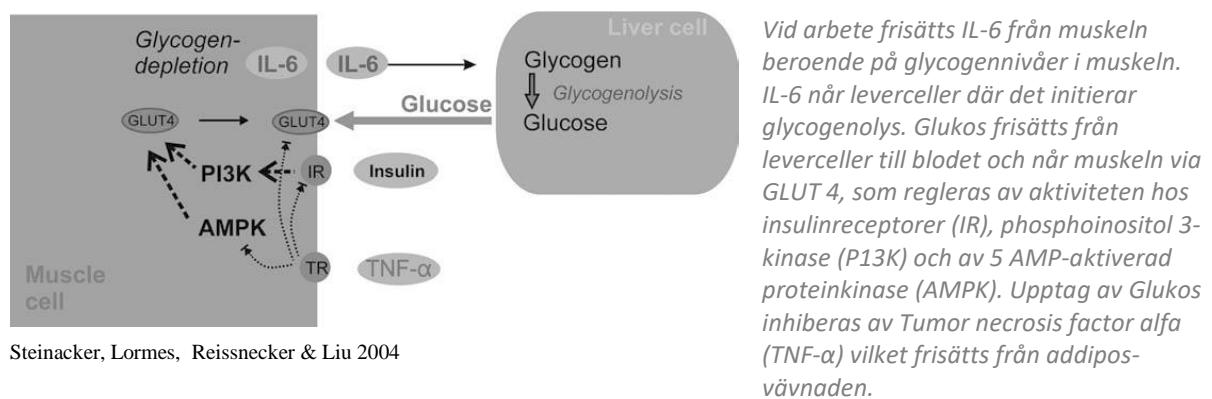 Glycogen-
depletion
IL-6
IL-6
Liver cell
Glycogen
Glycogenolysis
Glucose
Glucose
GLUT4
GLUT4
PI3K
IR
Insulin
AMPK
TR
TNF-α
Muscle
cell
Steinacker, Lormes, Reissnecker & Liu 2004
Vid arbete frisätts IL-6 från muskeln
beroende på glycogennivåer i muskeln.
IL-6 når leverceller där det initierar
glycogenolys. Glukos frisätts från
leverceller till blodet och når muskeln via
GLUT 4, som regleras av aktiviteten hos
insulinreceptorer (IR), phosphoinositol 3-
kinase (P13K) och av 5 AMP-aktiverad
proteinkinase (AMPK). Upptag av Glukos
inhiberas av Tumor necrosis factor alfa
(TNF-α) vilket frisätts från addipos-
vävnaden.